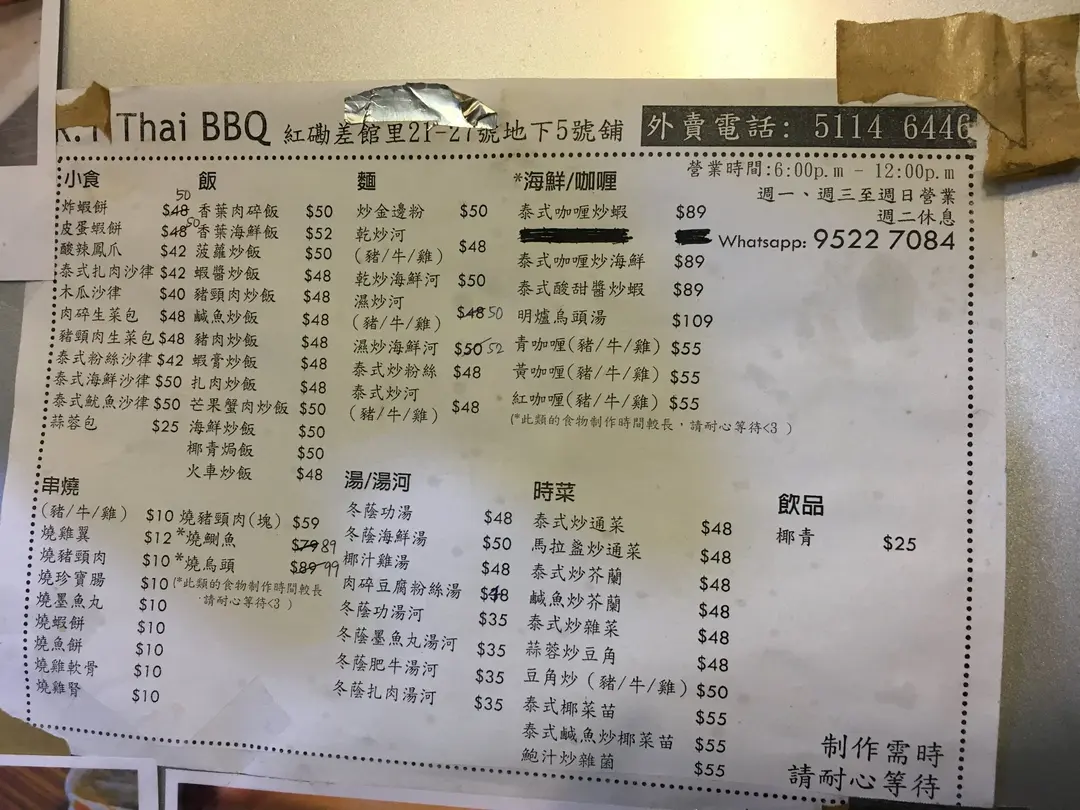 Thai BBQ 紅磡差館里21-27號地下5號舖
外賣電話: 5114 6446
營業時間:6:00p.m - 12:00p.m
週一、週三至週日營業
週二休息
Whatsapp: 9522 7084
小食
炸蝦餅 $48 50
皮蛋蝦餅 $48 50
酸辣鳳爪 $42
泰式扎肉沙律 $42
木瓜沙律 $40
肉碎生菜包 $48
豬頸肉生菜包 $48
泰式粉絲沙律 $42
泰式海鮮沙律 $50
泰式魷魚沙律 $50
蒜蓉包 $25
飯
香葉肉碎飯 $50
香葉海鮮飯 $52
菠蘿炒飯 $50
蝦醬炒飯 $48
豬頸肉炒飯 $48
鹹魚炒飯 $48
豬肉炒飯 $48
蝦膏炒飯 $48
扎肉炒飯 $48
芒果蟹肉炒飯 $50
海鮮炒飯 $50
椰青焗飯 $50
火車炒飯 $48
麵
炒金邊粉 $50
乾炒河
(豬/牛/雞) $48
乾炒海鮮河 $50
濕炒河
(豬/牛/雞) $48 50
濕炒海鮮河 $50 52
泰式炒粉絲 $48
泰式炒河
(豬/牛/雞) $48
*海鮮/咖喱
泰式咖喱炒蝦 $89
泰式咖喱炒海鮮 $89
泰式酸甜醬炒蝦 $89
明爐烏頭湯 $109
青咖喱(豬/牛/雞) $55
黃咖喱(豬/牛/雞) $55
紅咖喱(豬/牛/雞) $55
(*此類的食物制作時間較長，請耐心等待<3 )
串燒
(豬/牛/雞) $10
燒雞翼 $12
燒豬頸肉 $10
燒珍寶腸 $10
燒墨魚丸 $10
燒蝦餅 $10
燒魚餅 $10
燒雞軟骨 $10
燒雞腎 $10
燒豬頸肉(塊) $59
*燒鯻魚 $79 89
*燒烏頭 $89 99
(*此類的食物制作時間較長
,請耐心等待<3 )
湯/湯河
冬蔭功湯 $48
冬蔭海鮮湯 $50
椰汁雞湯 $48
肉碎豆腐粉絲湯 $48
冬蔭功湯河 $35
冬蔭墨魚丸湯河 $35
冬蔭肥牛湯河 $35
冬蔭扎肉湯河 $35
時菜
泰式炒通菜 $48
馬拉盞炒通菜 $48
泰式炒芥蘭 $48
鹹魚炒芥蘭 $48
泰式炒雜菜 $48
蒜蓉炒豆角 $48
豆角炒 (豬/牛/雞) $50
泰式椰菜苗 $55
泰式鹹魚炒椰菜苗 $55
鮑汁炒雜菌 $55
飲品
椰青 $25
制作需時
請耐心等待